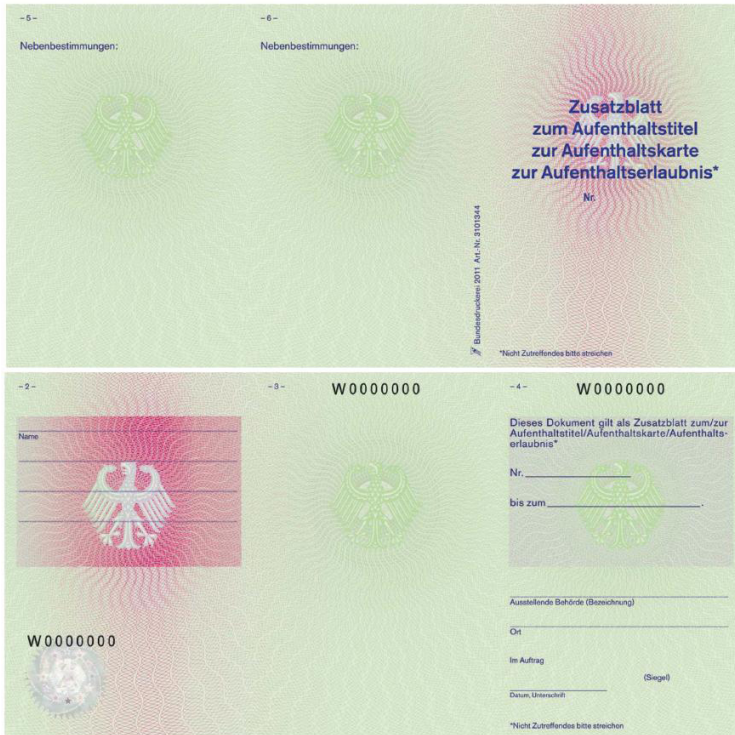 -5-
Nebenbestimmungen:
-6-
Nebenbestimmungen:
Zusatzblatt
zum Aufenthaltstitel
zur Aufenthaltskarte
zur Aufenthaltserlaubnis*
Nr.
Bundesdruckerei 2011 Art.-Nr. 3101344
*Nicht Zutreffendes bitte streichen
-2-
Name
W0000000
*
-3-
W0000000
-4-
W0000000
Dieses Dokument gilt als Zusatzblatt zum/zur
Aufenthaltstitel/Aufenthaltskarte/Aufenthalts-
erlaubnis*
Nr.
bis zum .
Ausstellende Behörde (Bezeichnung)
Ort
Im Auftrag
(Siegel)
Datum, Unterschrift
*Nicht Zutreffendes bitte streichen